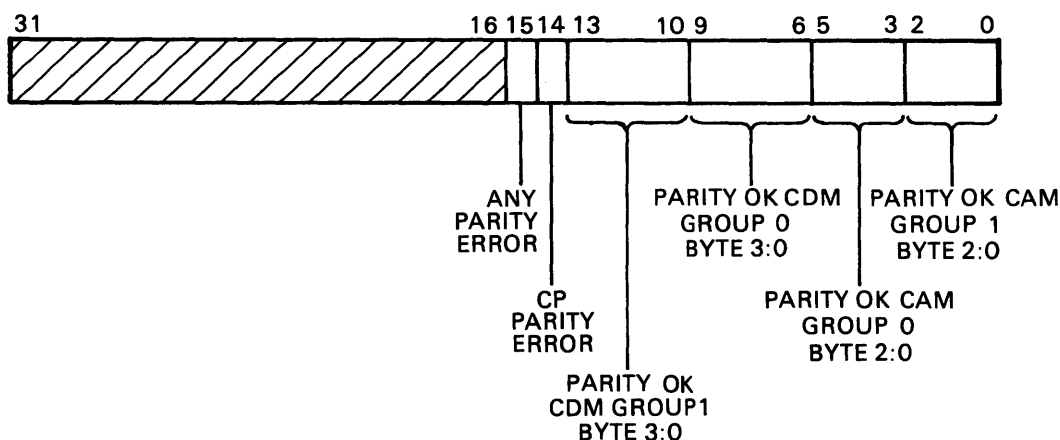 31 16 15 14 13 10 9 6 5 3 2 0
ANY
PARITY
ERROR
CP
PARITY
ERROR
PARITY OK
CDM GROUP1
BYTE 3:0
PARITY OK CDM
GROUP 0
BYTE 3:0
PARITY OK CAM
GROUP 0
BYTE 2:0
PARITY OK CAM
GROUP 1
BYTE 2:0